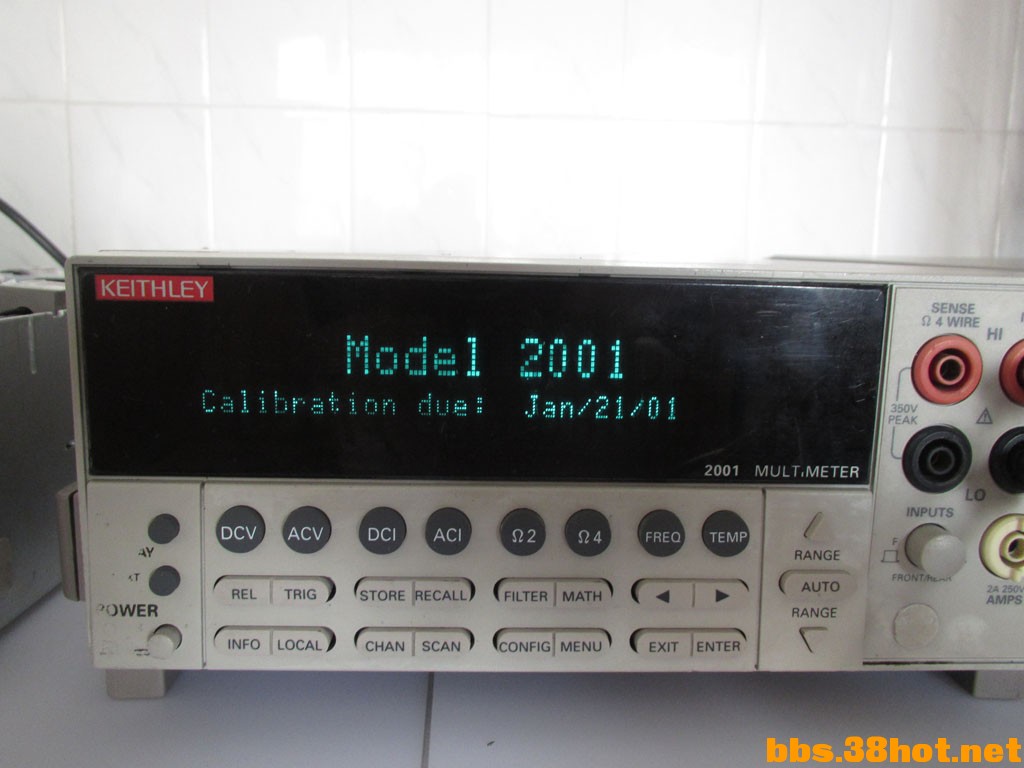 KEITHLEY
Model 2001
Calibration due: Jan/21/01
2001 MULTIMETER
SENSE
Ω 4 WIRE
HI
350V
PEAK
LO
INPUTS
FRONT/REAR
2A 250V
AMPS
DCV ACV DCI ACI Ω2 Ω4 FREQ TEMP
RANGE
REL TRIG STORE RECALL FILTER MATH ◀ ▶ AUTO
RANGE
POWER
INFO LOCAL CHAN SCAN CONFIG MENU EXIT ENTER
bbs.38hot.net